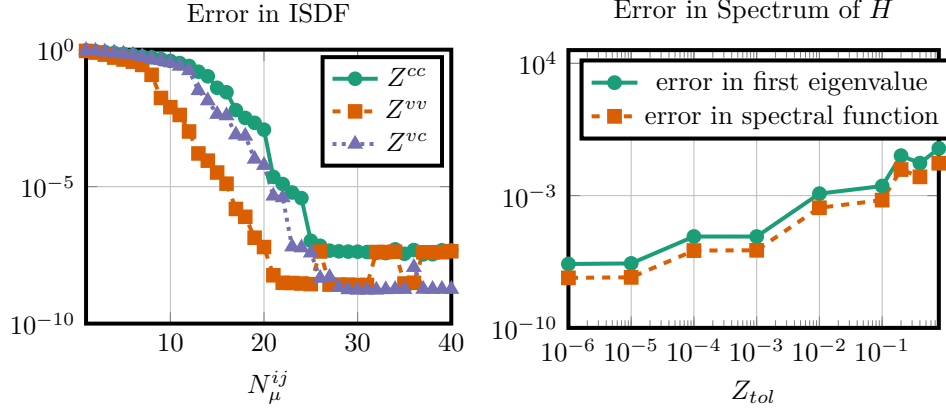 Error in ISDF
10^0
10^{-5}
10^{-10}
10
20
30
40
N_μ^{ij}
Z^{cc}
Z^{vv}
Z^{vc}
Error in Spectrum of H
10^4
10^{-3}
10^{-10}
10^{-6}
10^{-5}
10^{-4}
10^{-3}
10^{-2}
10^{-1}
Z_{tol}
error in first eigenvalue
error in spectral function